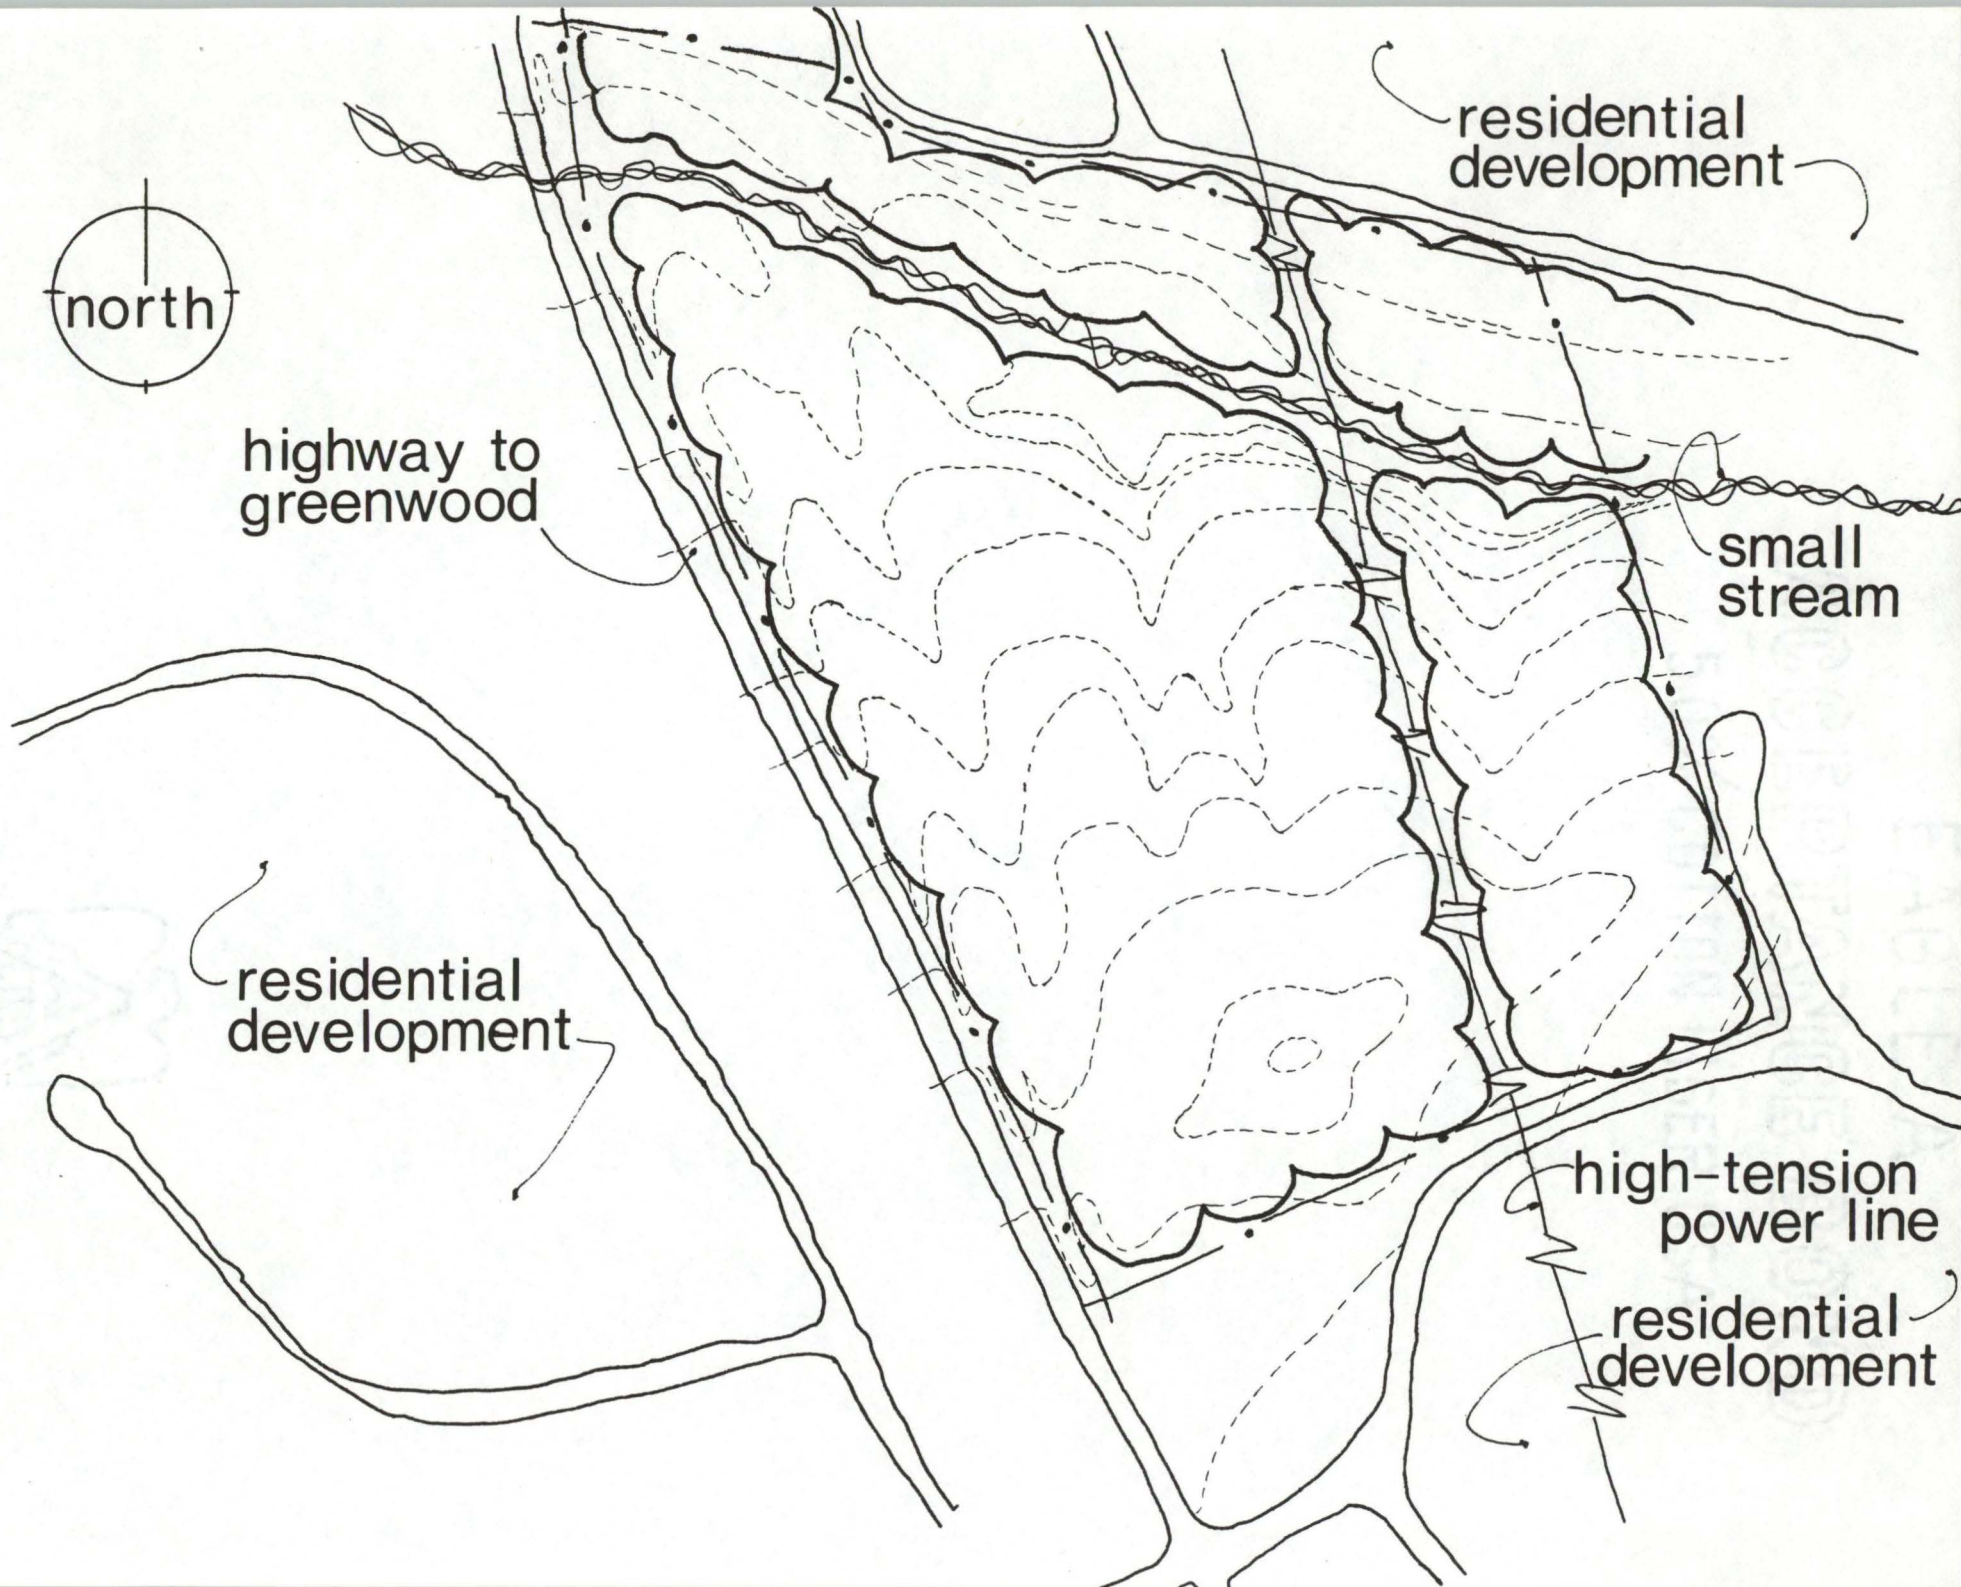 residential
development
north
highway to
greenwood
small
stream
residential
development
high-tension
power line
residential
development